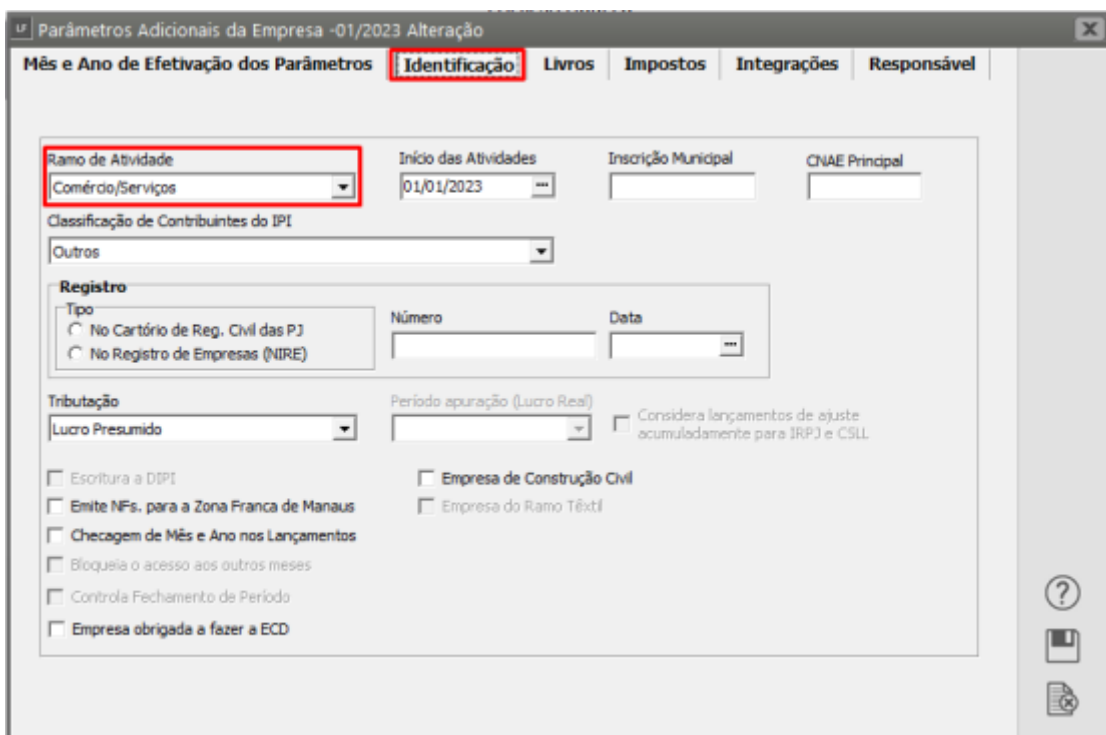 LF Parâmetros Adicionais da Empresa -01/2023 Alteração
Mês e Ano de Efetivação dos Parâmetros Identificação Livros Impostos Integrações Responsável
Ramo de Atividade Início das Atividades Inscrição Municipal CNAE Principal
Comércio/Serviços 01/01/2023
Classificação de Contribuintes do IPI
Outros
Registro
Tipo
No Cartório de Reg. Civil das PJ
No Registro de Empresas (NIRE)
Número Data
Tributação Período apuração (Lucro Real)
Lucro Presumido
Considera lançamentos de ajuste
acumuladamente para IRPJ e CSLL
Escritura a DIPI Empresa de Construção Civil
Emite NFs. para a Zona Franca de Manaus Empresa do Ramo Têxtil
Checagem de Mês e Ano nos Lançamentos
Bloqueia o acesso aos outros meses
Controla Fechamento de Período
Empresa obrigada a fazer a ECD